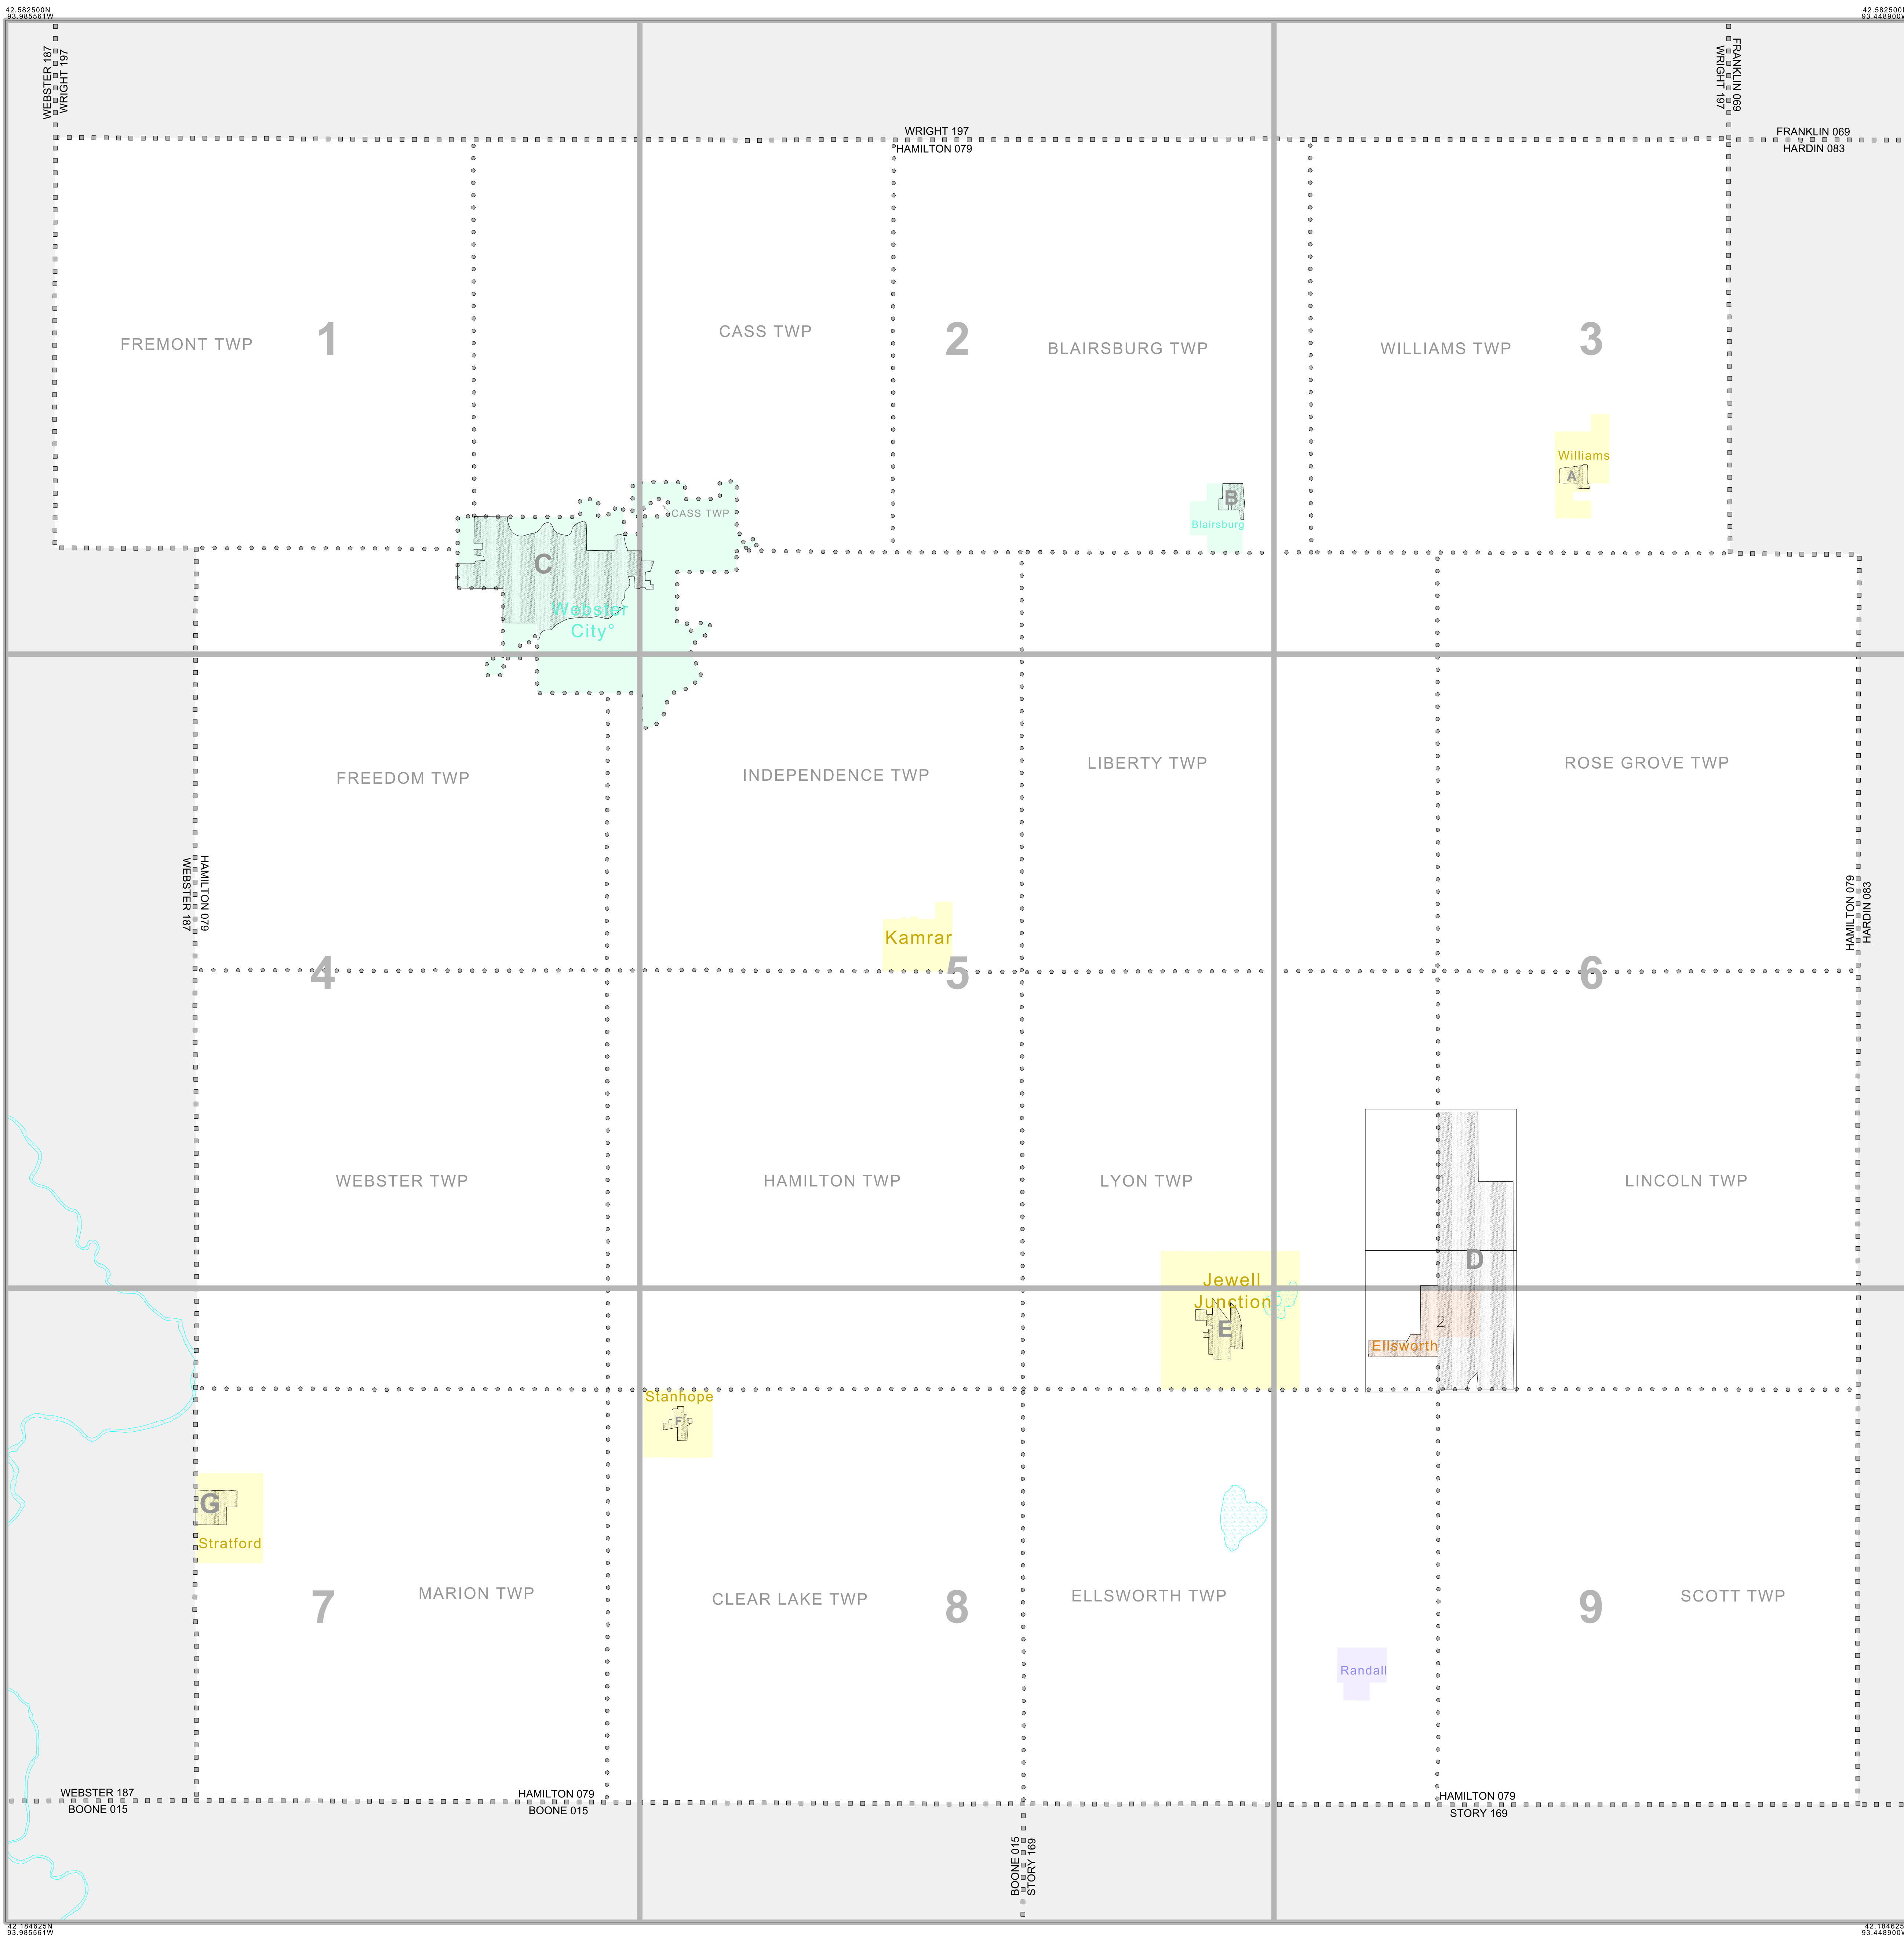 42.582500N
93.985561W
42.582500N
93.448900W
WEBSTER 187
WRIGHT 197
WRIGHT 197
FRANKLIN 069
WRIGHT 197
HAMILTON 079
FRANKLIN 069
HARDIN 083
FREMONT TWP
1
CASS TWP
2
BLAIRSBURG TWP
WILLIAMS TWP
3
Williams
A
B
Blairsburg
CASS TWP
C
Webster
City°
FREEDOM TWP
INDEPENDENCE TWP
LIBERTY TWP
ROSE GROVE TWP
WEBSTER 187
HAMILTON 079
HAMILTON 079
HARDIN 083
Kamrar
4
5
6
WEBSTER TWP
HAMILTON TWP
LYON TWP
1
LINCOLN TWP
D
Jewell
Junction
E
2
Ellsworth
Stanhope
F
G
Stratford
7
MARION TWP
CLEAR LAKE TWP
8
ELLSWORTH TWP
9
SCOTT TWP
Randall
WEBSTER 187
BOONE 015
HAMILTON 079
BOONE 015
HAMILTON 079
STORY 169
BOONE 015
STORY 169
42.184625N
93.985561W
42.184625
93.448900W